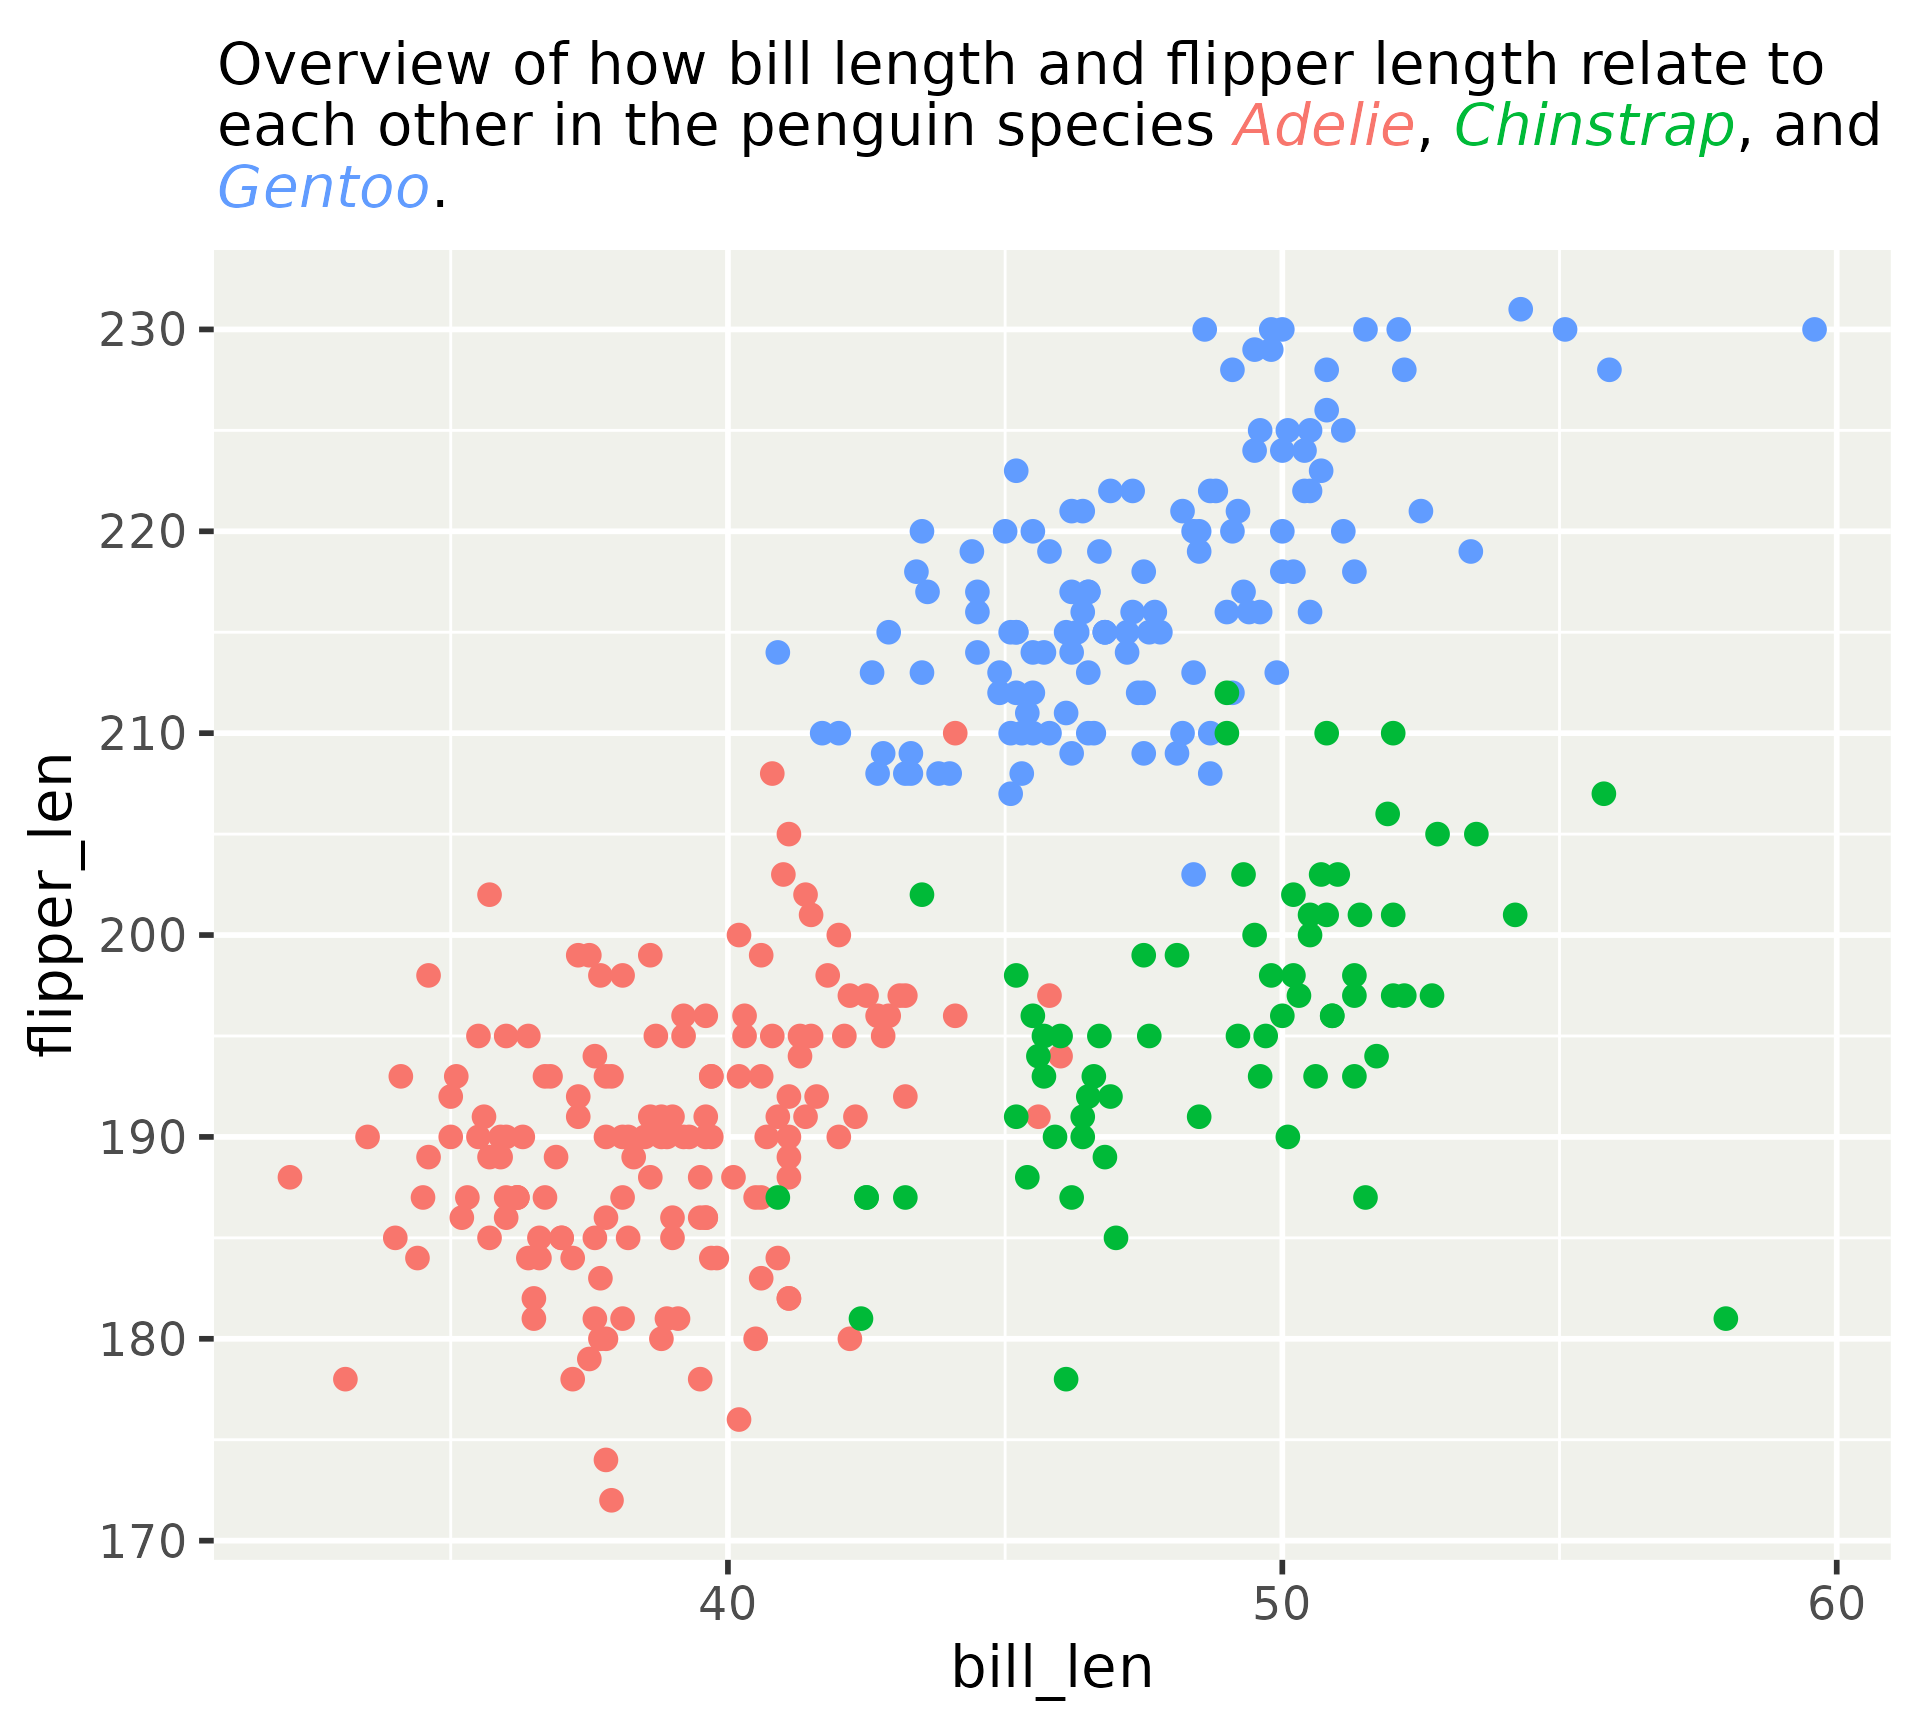 Overview of how bill length and flipper length relate to
each other in the penguin species Adelie, Chinstrap, and
Gentoo.
230
220
210
200
190
180
170
flipper_len
40 50 60
bill_len